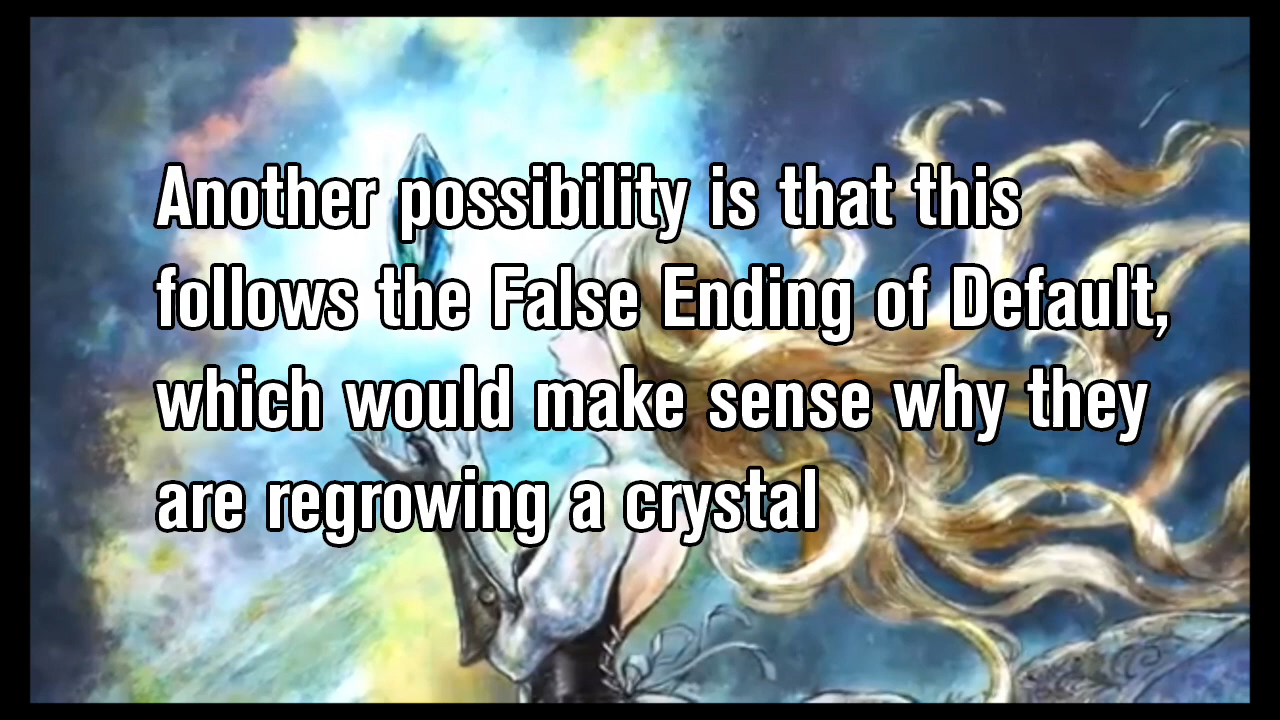 Another possibility is that this
follows the False Ending of Default,
which would make sense why they
are regrowing a crystal